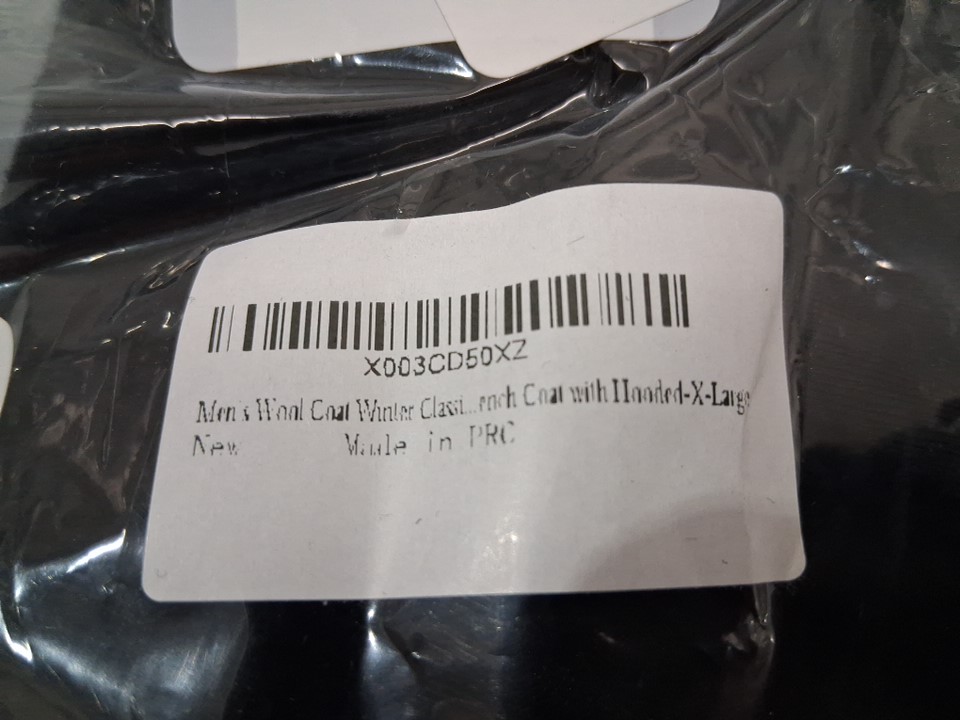 X003CD50XZ
Men's Wool Coat Winter Classi...ench Coat with Hooded-X-Large
New Made in PRC